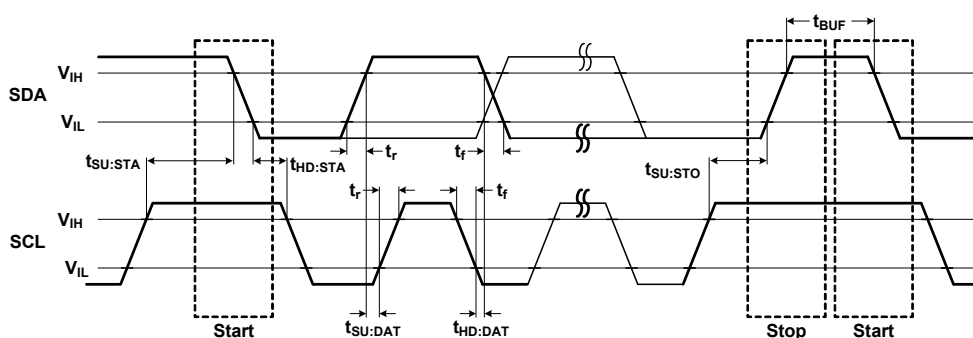 tBUF
VIH
SDA
VIL
tSU:STA
tHD:STA
tr
tf
tSU:STO
tr
tf
VIH
SCL
VIL
tSU:DAT
tHD:DAT
Start
Stop
Start